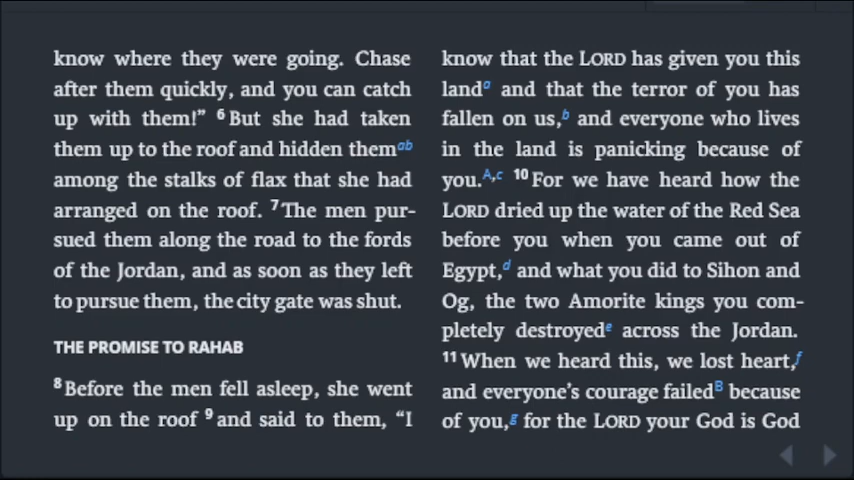 know where they were going. Chase
after them quickly, and you can catch
up with them!” 6 But she had taken
them up to the roof and hidden them ab
among the stalks of flax that she had
arranged on the roof. 7 The men pur-
sued them along the road to the fords
of the Jordan, and as soon as they left
to pursue them, the city gate was shut.
THE PROMISE TO RAHAB
8 Before the men fell asleep, she went
up on the roof 9 and said to them, “I
know that the LORD has given you this
land a and that the terror of you has
fallen on us, b and everyone who lives
in the land is panicking because of
you. A,c 10 For we have heard how the
LORD dried up the water of the Red Sea
before you when you came out of
Egypt, d and what you did to Sihon and
Og, the two Amorite kings you com-
pletely destroyed e across the Jordan.
11 When we heard this, we lost heart, f
and everyone’s courage failed B because
of you, g for the LORD your God is God